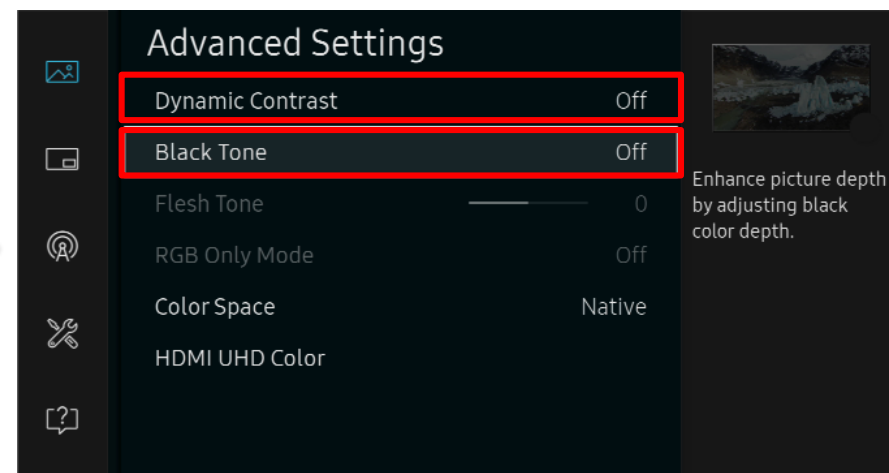 Advanced Settings
Dynamic Contrast Off
Black Tone Off
Flesh Tone 0
RGB Only Mode Off
Color Space Native
HDMI UHD Color
Enhance picture depth
by adjusting black
color depth.